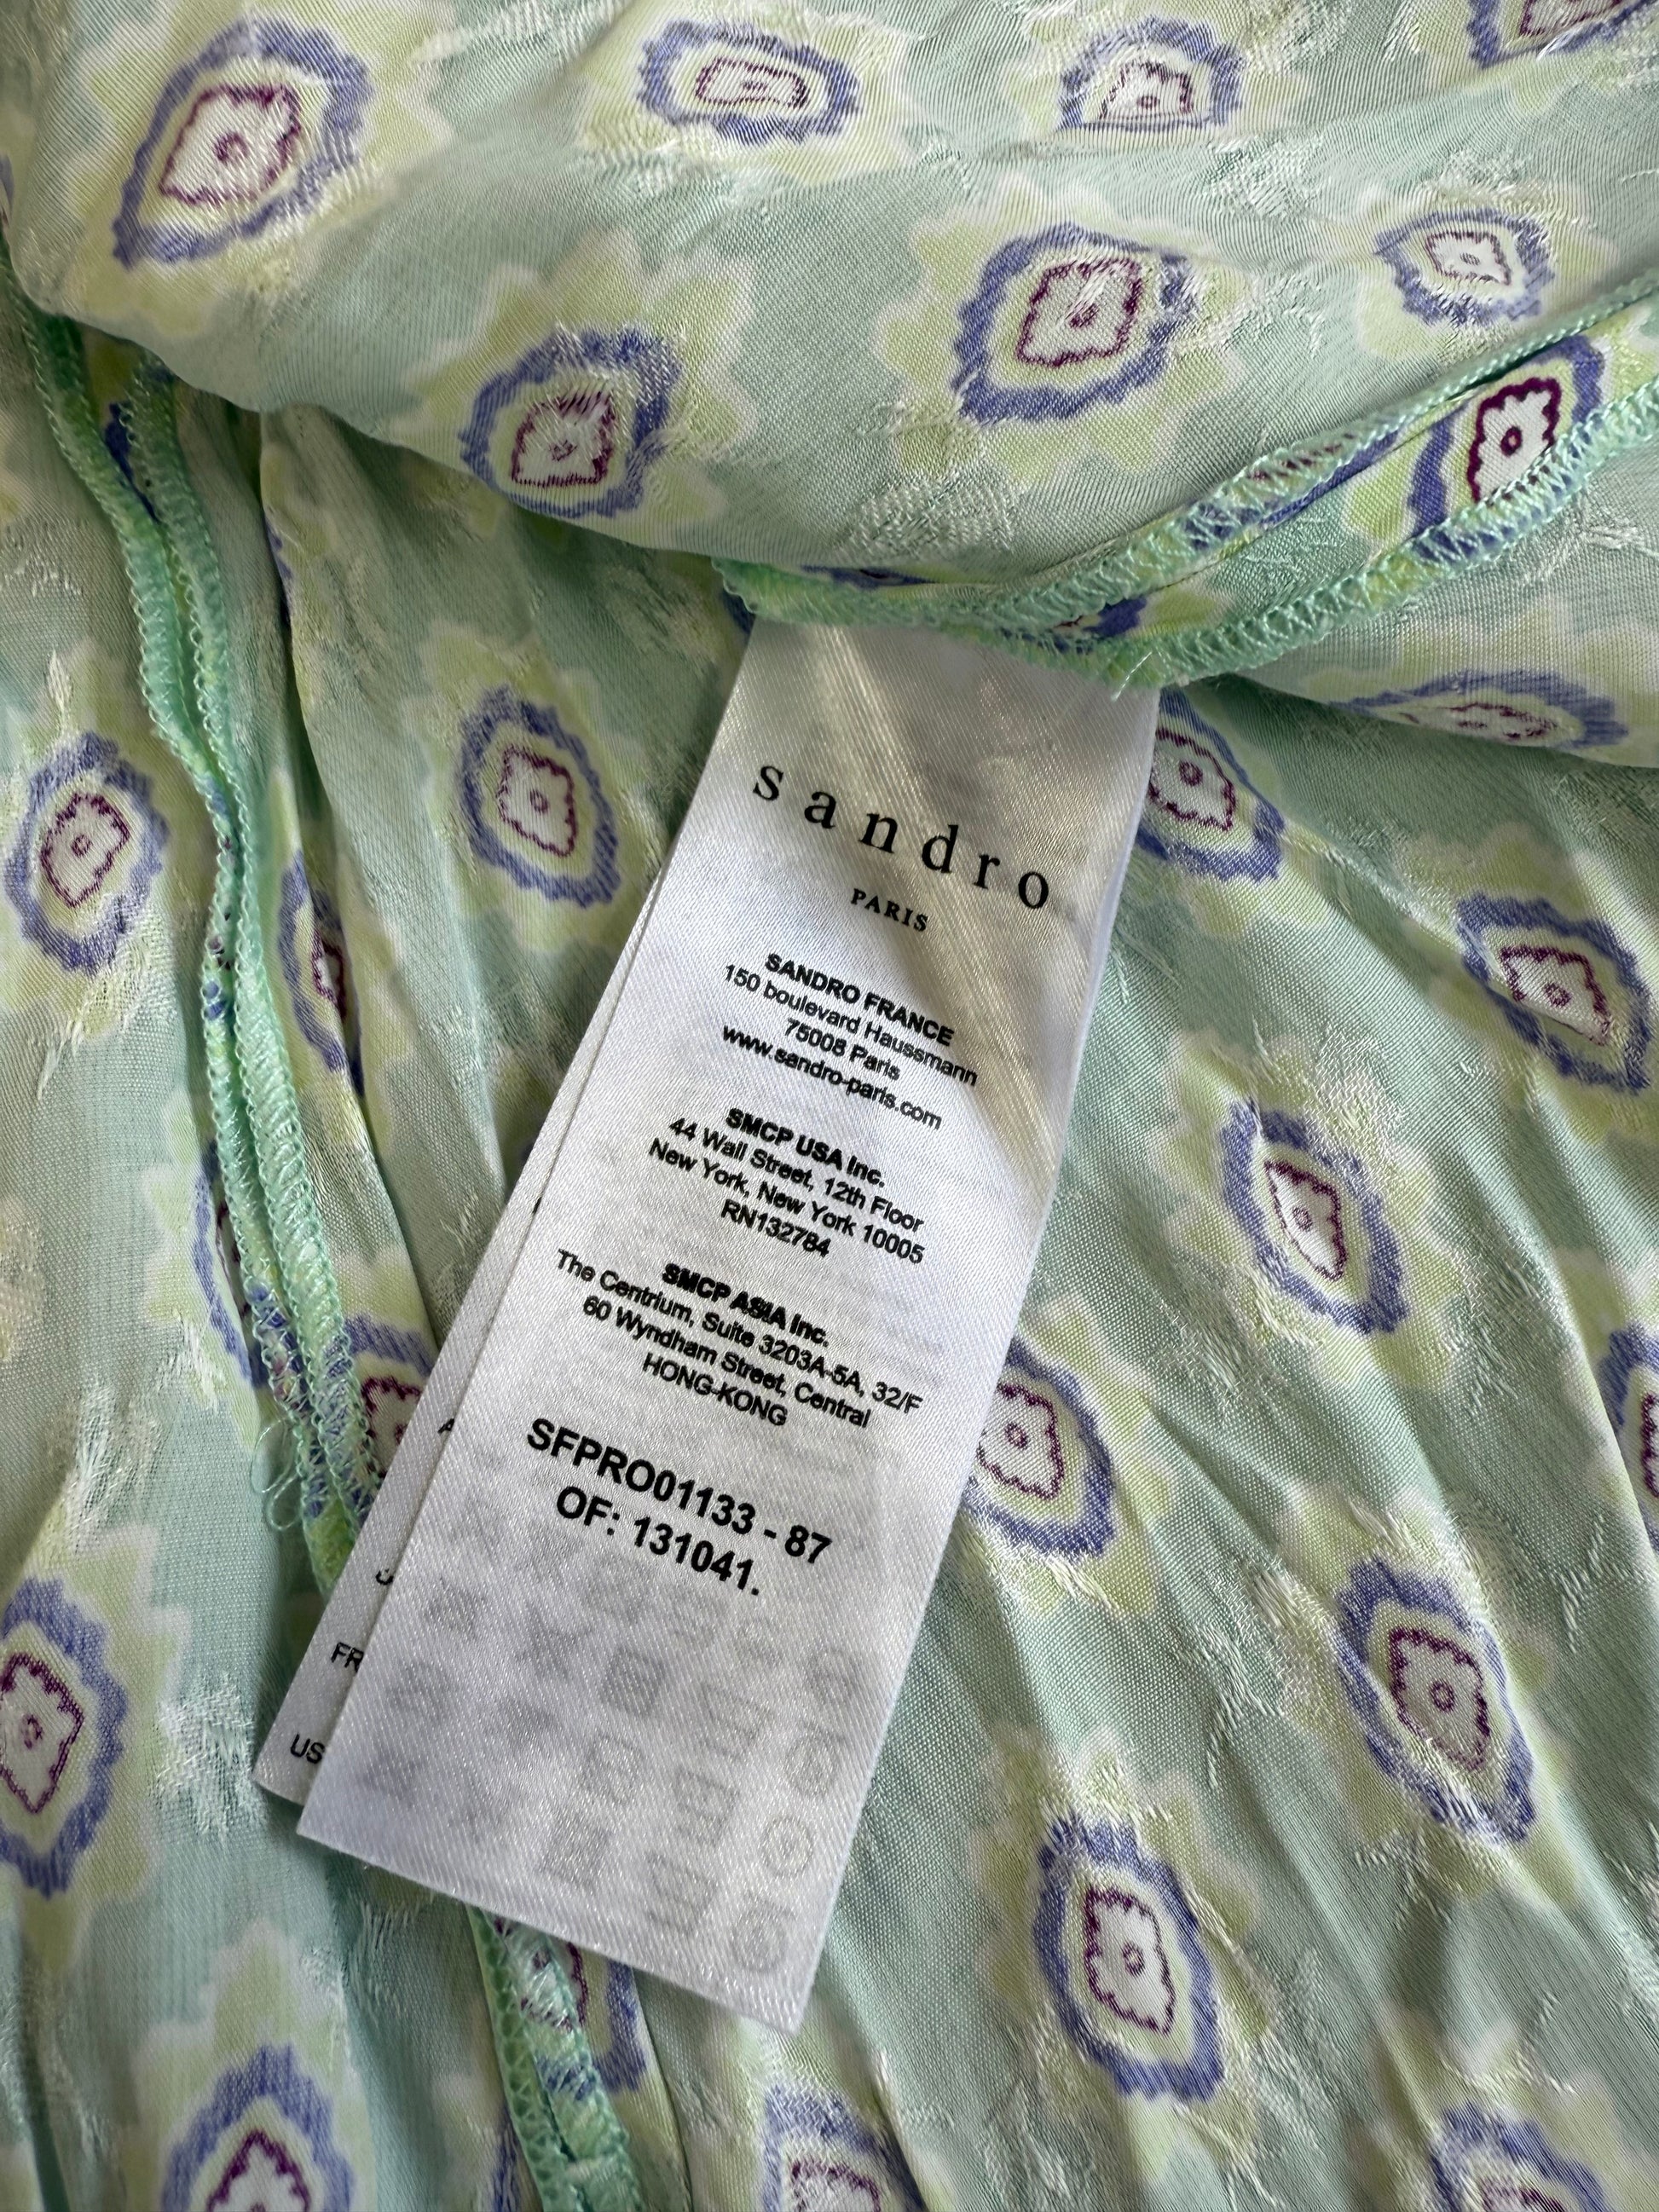 sandro
PARIS
SANDRO FRANCE
150 boulevard Haussmann
75008 Paris
www.sandro-paris.com
SMCP USA Inc.
44 Wall Street, 12th Floor
New York, New York 10005
RN132784
SMCP ASIA Inc.
The Centrium, Suite 3203A-5A, 32/F
60 Wyndham Street, Central
HONG-KONG
SFPRO01133 - 87
OF: 131041.
FR
US